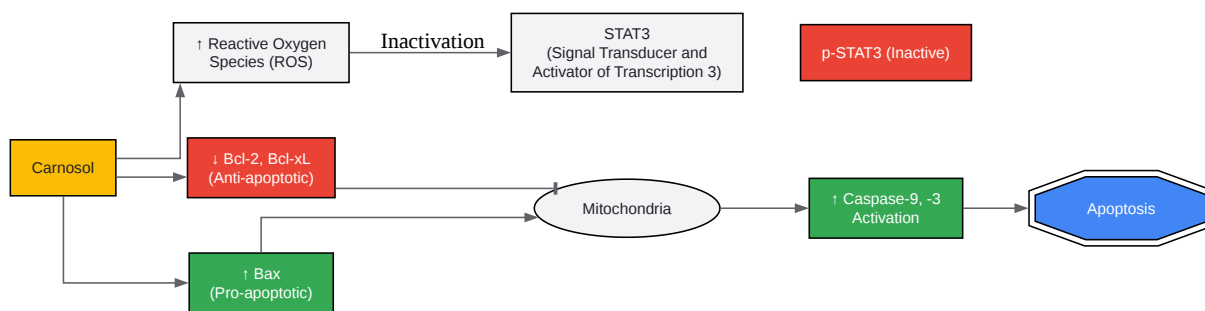 ↑ Reactive Oxygen
Species (ROS)
Inactivation
STAT3
(Signal Transducer and
Activator of Transcription 3)
p-STAT3 (Inactive)
Carnosol
↓ Bcl-2, Bcl-xL
(Anti-apoptotic)
Mitochondria
↑ Caspase-9, -3
Activation
Apoptosis
↑ Bax
(Pro-apoptotic)